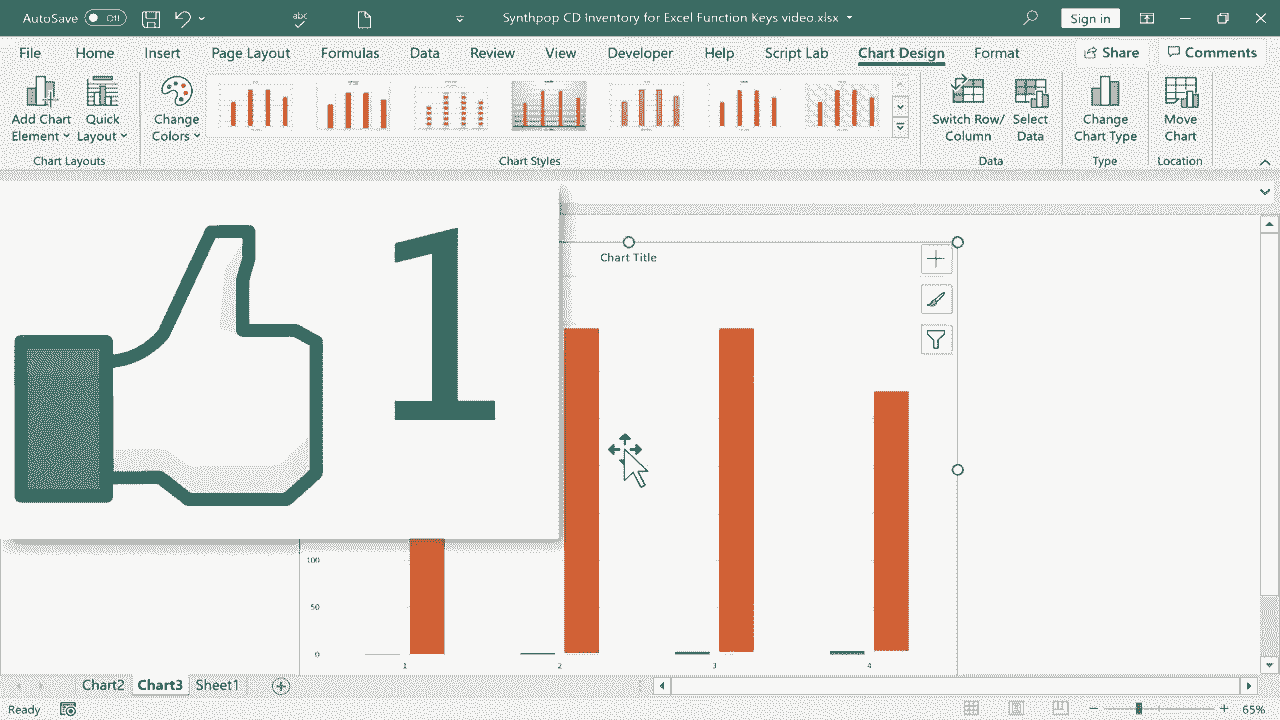 AutoSave Off abc Synthpop CD Inventory for Excel Function Keys video.xlsx Sign in
File Home Insert Page Layout Formulas Data Review View Developer Help Script Lab Chart Design Format Share Comments
Add Chart Element Quick Layout Change Colors Switch Row/ Column Select Data Change Chart Type Move Chart
Chart Layouts Chart Styles Data Type Location
1
Chart Title
100
50
0
1 2 3 4
Chart2 Chart3 Sheet1
Ready 65%